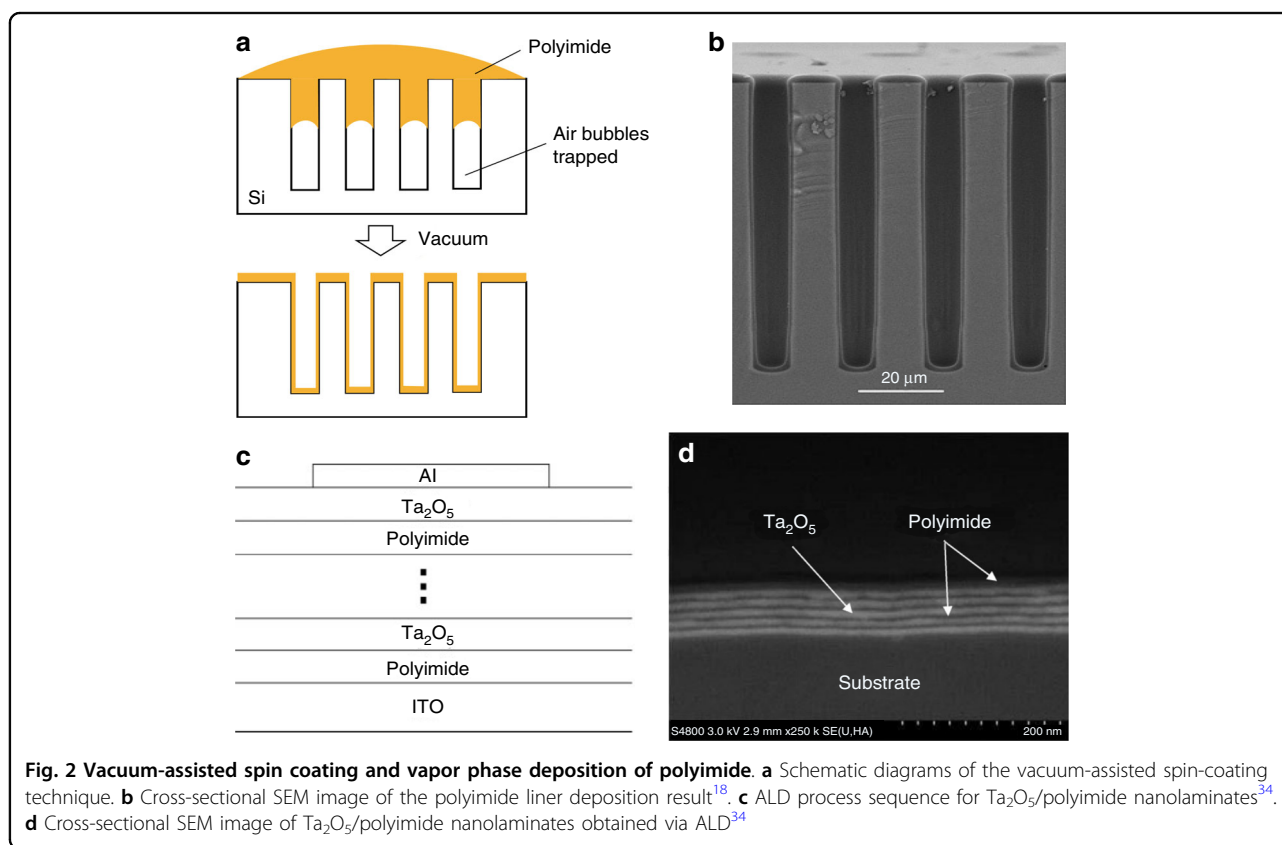 a
Polyimide
Air bubbles
trapped
Si
Vacuum
b
20 μm
c
Al
Ta₂O₅
Polyimide
Ta₂O₅
Polyimide
ITO
d
Ta₂O₅ Polyimide
Substrate
S4800 3.0 kV 2.9 mm x250 k SE(U,HA) 200 nm
Fig. 2 Vacuum-assisted spin coating and vapor phase deposition of polyimide. a Schematic diagrams of the vacuum-assisted spin-coating
technique. b Cross-sectional SEM image of the polyimide liner deposition result¹⁸. c ALD process sequence for Ta₂O₅/polyimide nanolaminates³⁴.
d Cross-sectional SEM image of Ta₂O₅/polyimide nanolaminates obtained via ALD³⁴